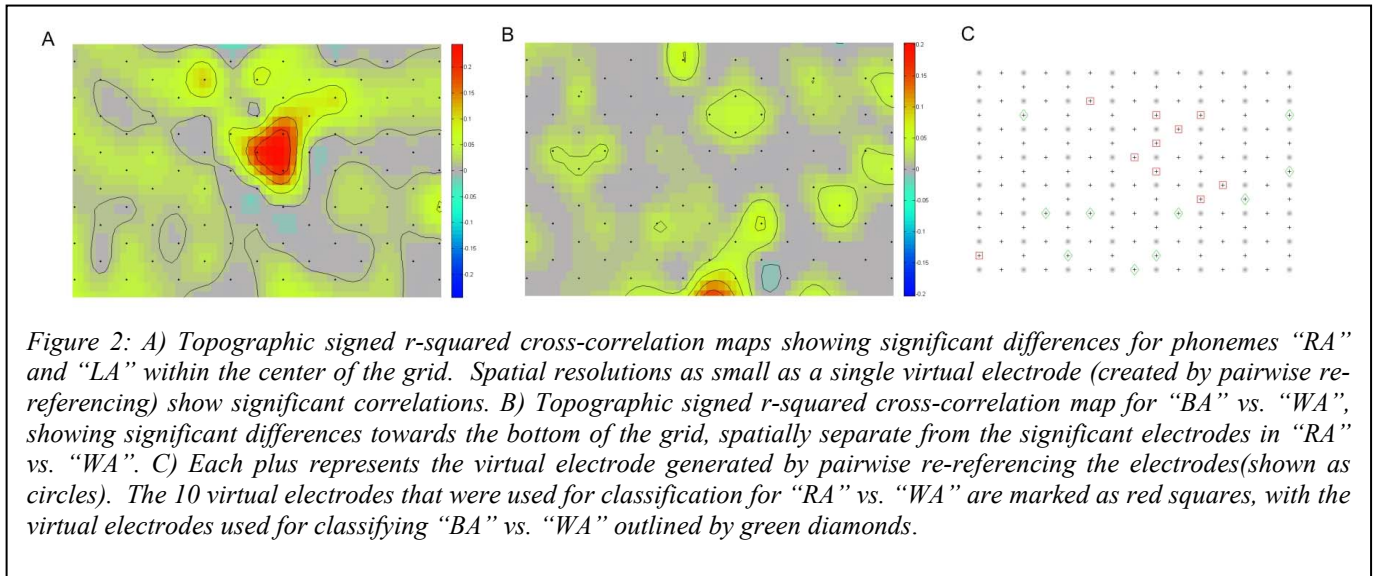 A
B
C
0.2
0.15
0.1
0.05
0
0.05
0.1
0.15
0.2
0.2
0.15
0.1
0.05
0
-0.05
-0.1
-0.15
-0.2
Figure 2: A) Topographic signed r-squared cross-correlation maps showing significant differences for phonemes “RA”
and “LA” within the center of the grid. Spatial resolutions as small as a single virtual electrode (created by pairwise re-
referencing) show significant correlations. B) Topographic signed r-squared cross-correlation map for “BA” vs. “WA”,
showing significant differences towards the bottom of the grid, spatially separate from the significant electrodes in “RA”
vs. “WA”. C) Each plus represents the virtual electrode generated by pairwise re-referencing the electrodes(shown as
circles). The 10 virtual electrodes that were used for classification for “RA” vs. “WA” are marked as red squares, with the
virtual electrodes used for classifying “BA” vs. “WA” outlined by green diamonds.